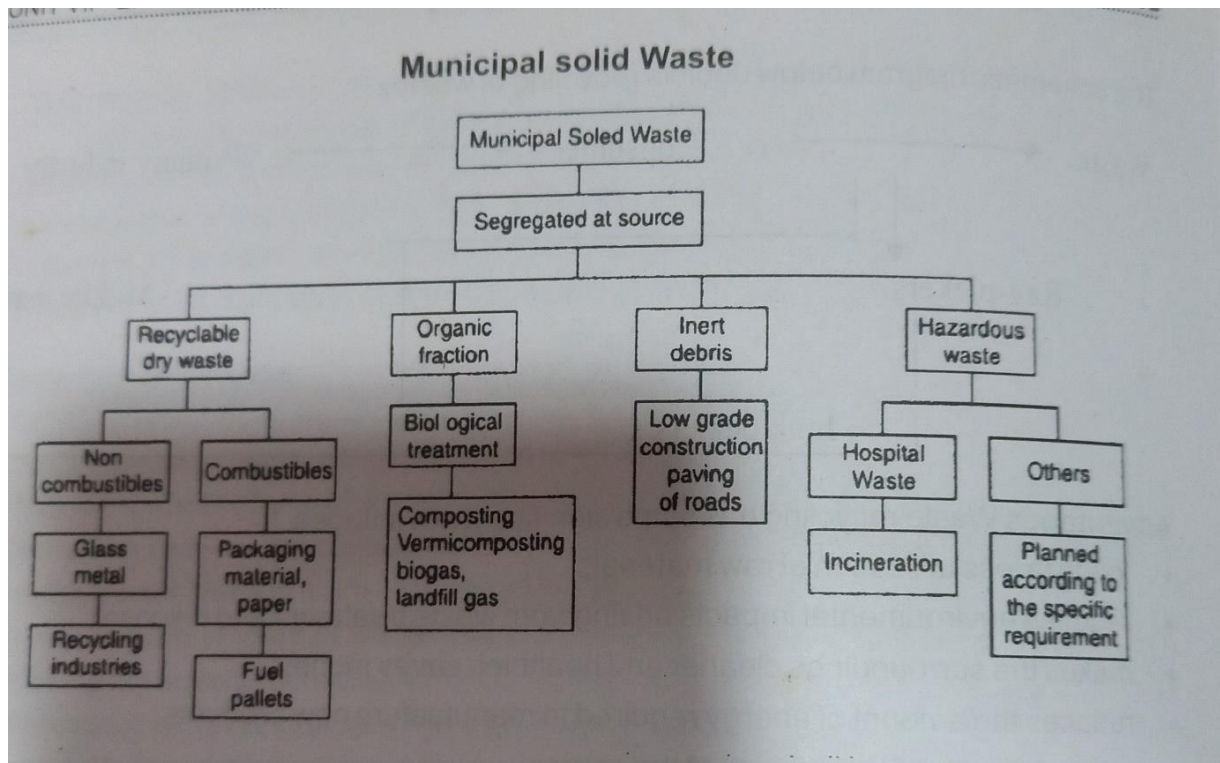 Municipal solid Waste
Municipal Soled Waste
Segregated at source
Recyclable
dry waste
Organic
fraction
Inert
debris
Hazardous
waste
Non
combustibles
Combustibles
Biol ogical
treatment
Low grade
construction
paving
of roads
Hospital
Waste
Others
Glass
metal
Packaging
material,
paper
Composting
Vermicomposting
biogas,
landfill gas
Incineration
Planned
according to
the specific
requirement
Recycling
industries
Fuel
pallets